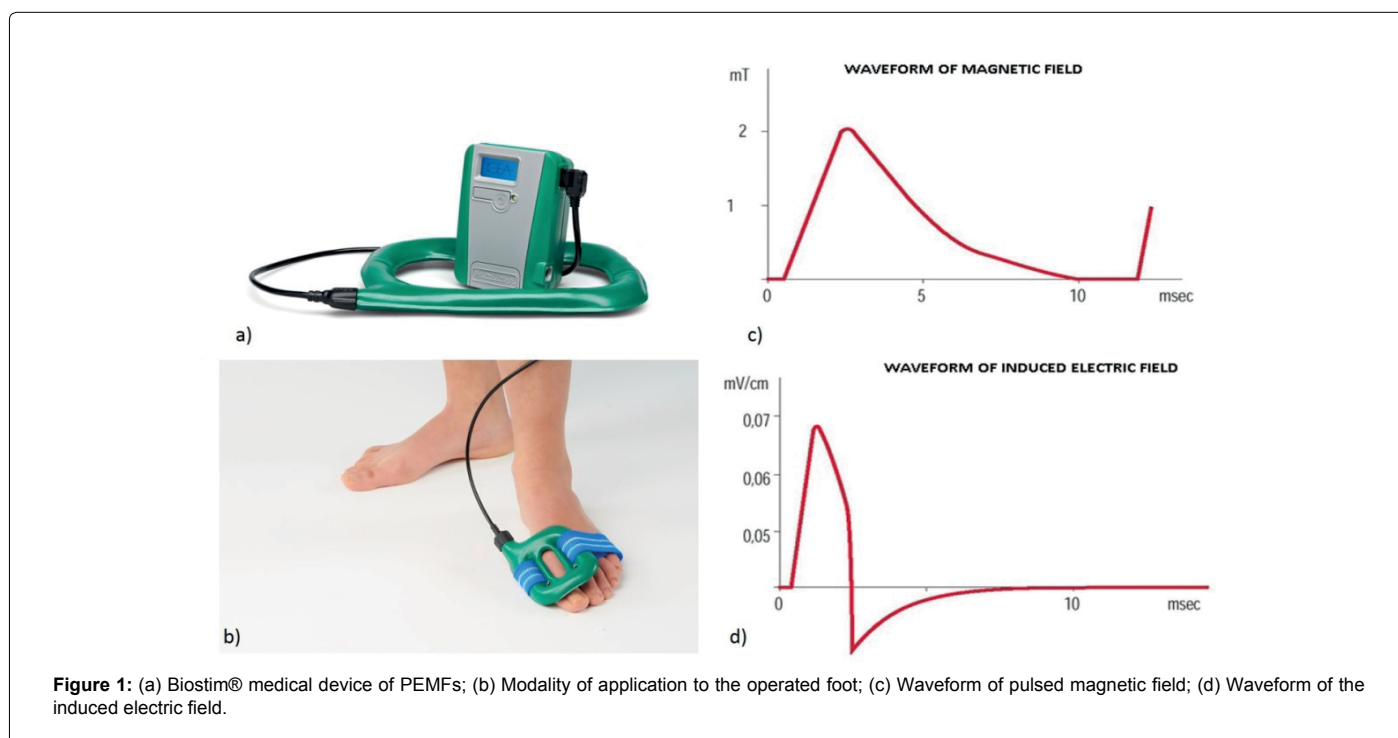 mT
WAVEFORM OF MAGNETIC FIELD
2
1
0
5
10
msec
a)
c)
WAVEFORM OF INDUCED ELECTRIC FIELD
mV/cm
0,07
0,06
0,05
0
10
msec
b)
d)
Figure 1: (a) Biostim® medical device of PEMFs; (b) Modality of application to the operated foot; (c) Waveform of pulsed magnetic field; (d) Waveform of the
induced electric field.